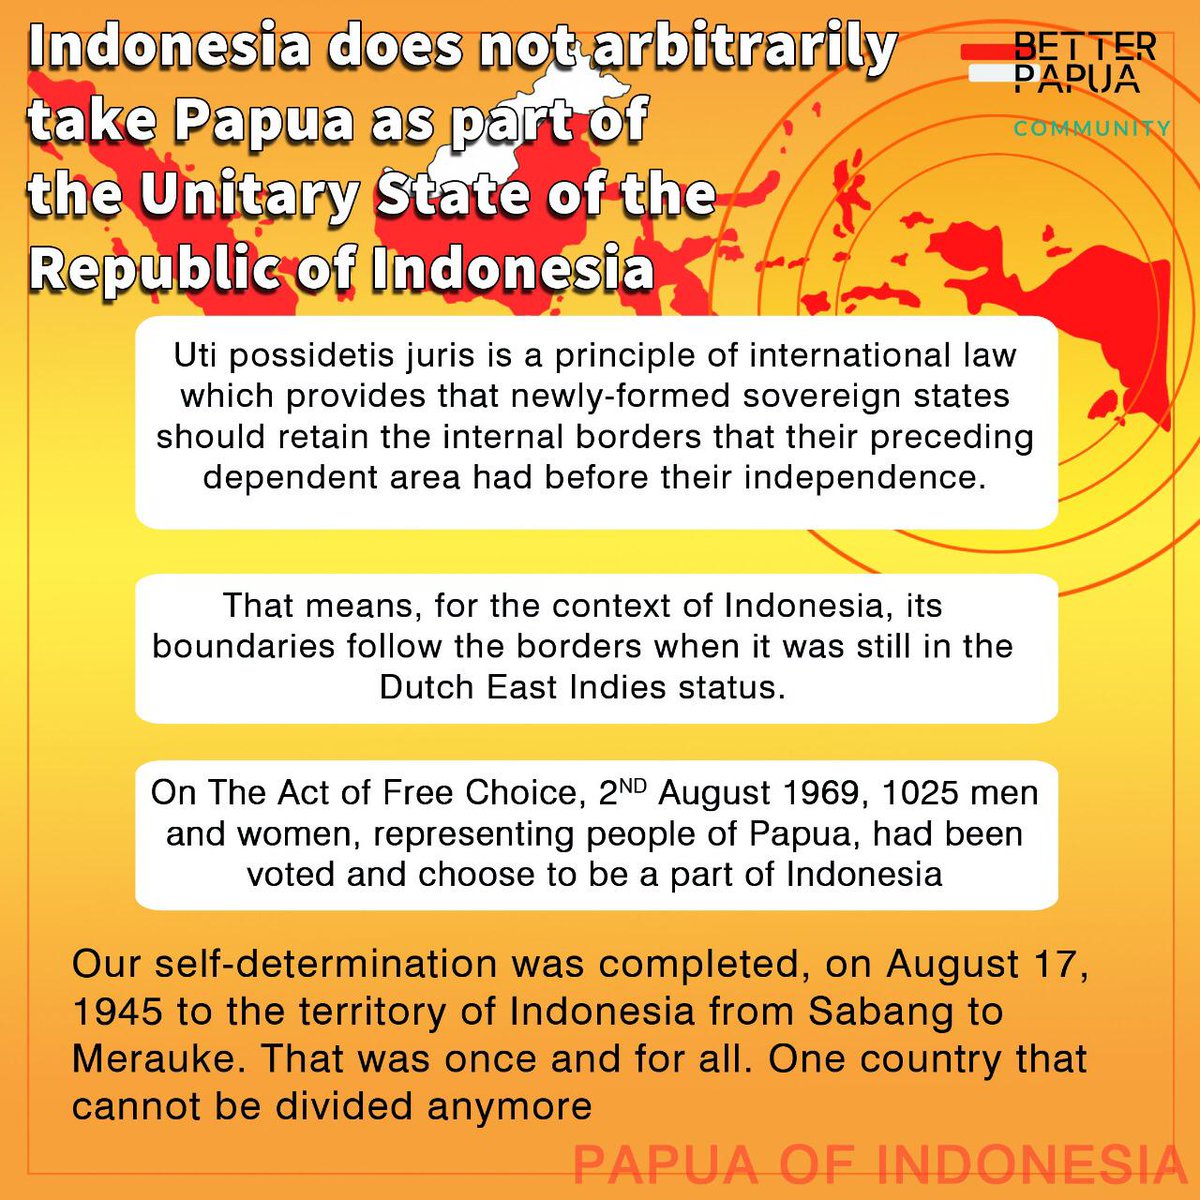 Indonesia does not arbitrarily
take Papua as part of
the Unitary State of the
Republic of Indonesia
BETTER
PAPUA
COMMUNITY
Uti possidetis juris is a principle of international law
which provides that newly-formed sovereign states
should retain the internal borders that their preceding
dependent area had before their independence.
That means, for the context of Indonesia, its
boundaries follow the borders when it was still in the
Dutch East Indies status.
On The Act of Free Choice, 2ND August 1969, 1025 men
and women, representing people of Papua, had been
voted and choose to be a part of Indonesia
Our self-determination was completed, on August 17,
1945 to the territory of Indonesia from Sabang to
Merauke. That was once and for all. One country that
cannot be divided anymore
PAPUA OF INDONESIA